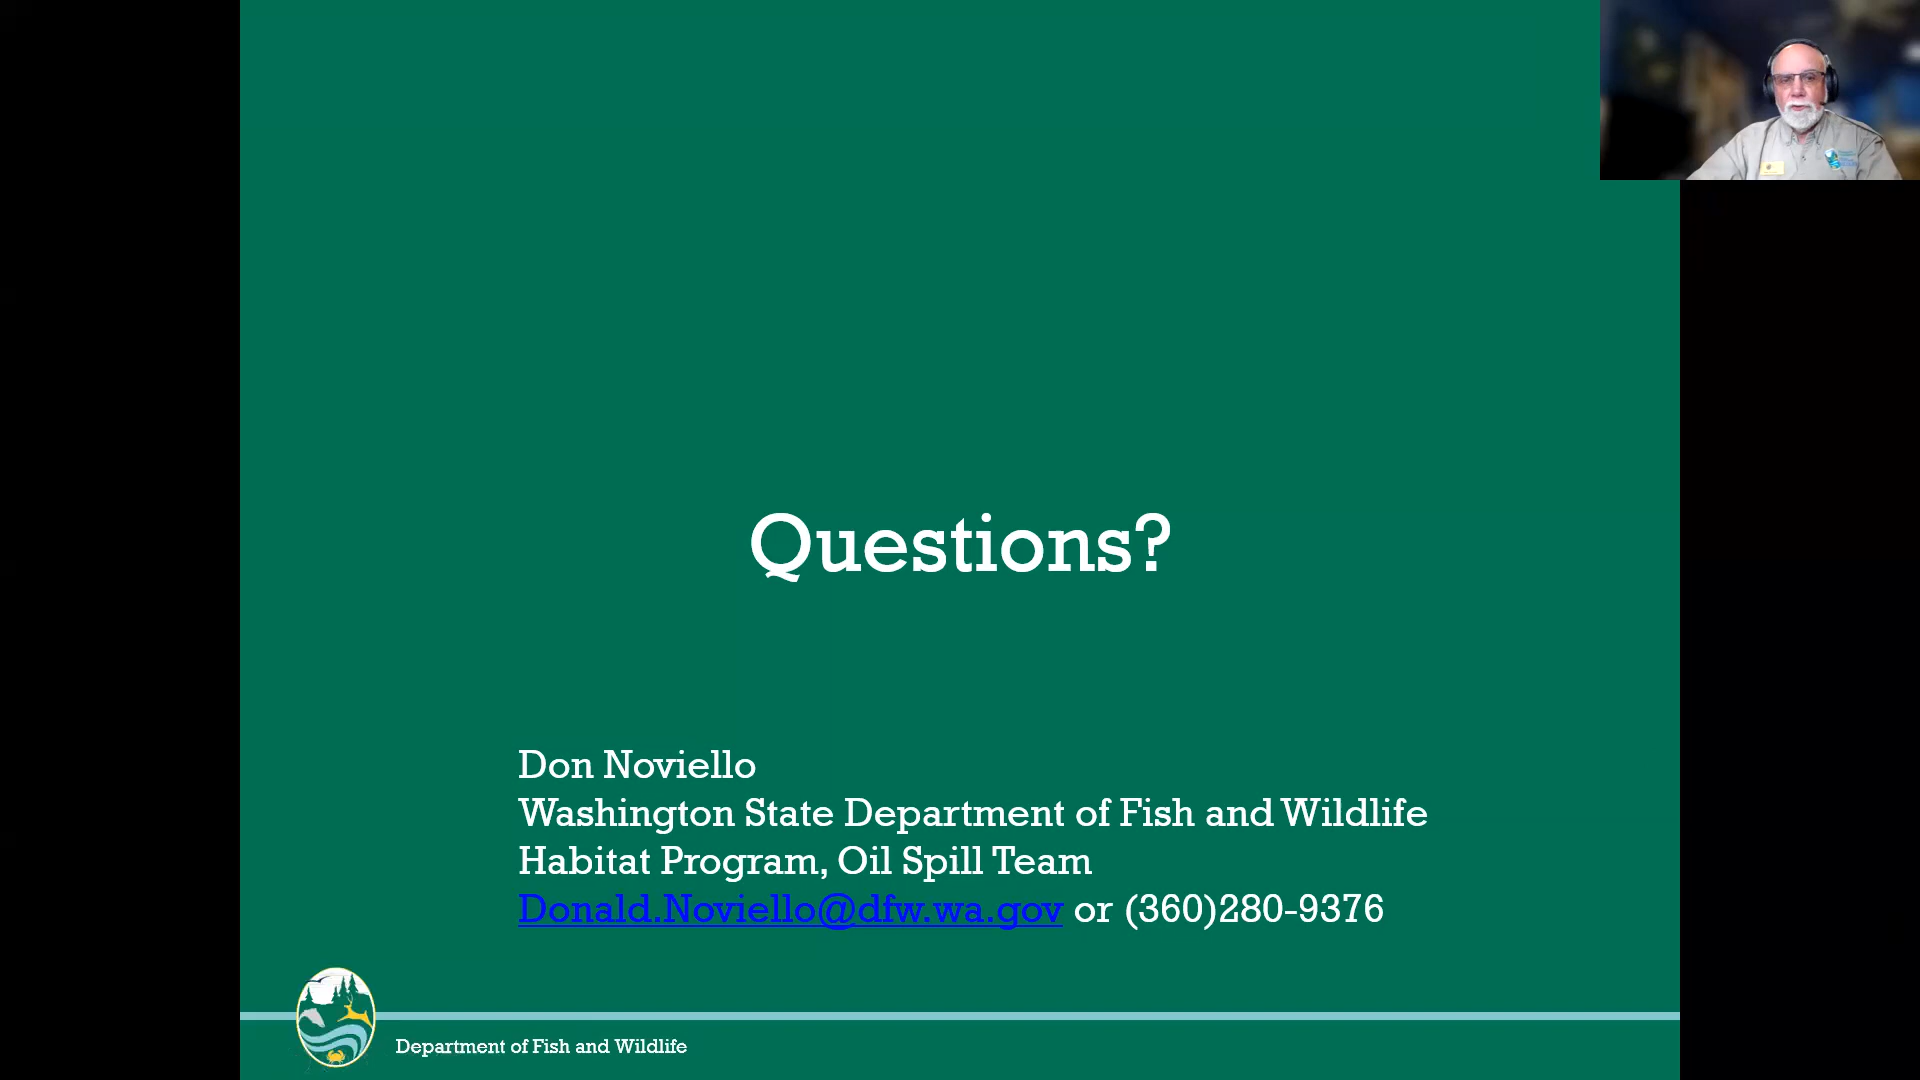 Questions?
Don Noviello
Washington State Department of Fish and Wildlife
Habitat Program, Oil Spill Team
Donald.Noviello@dfw.wa.gov or (360)280-9376
Department of Fish and Wildlife